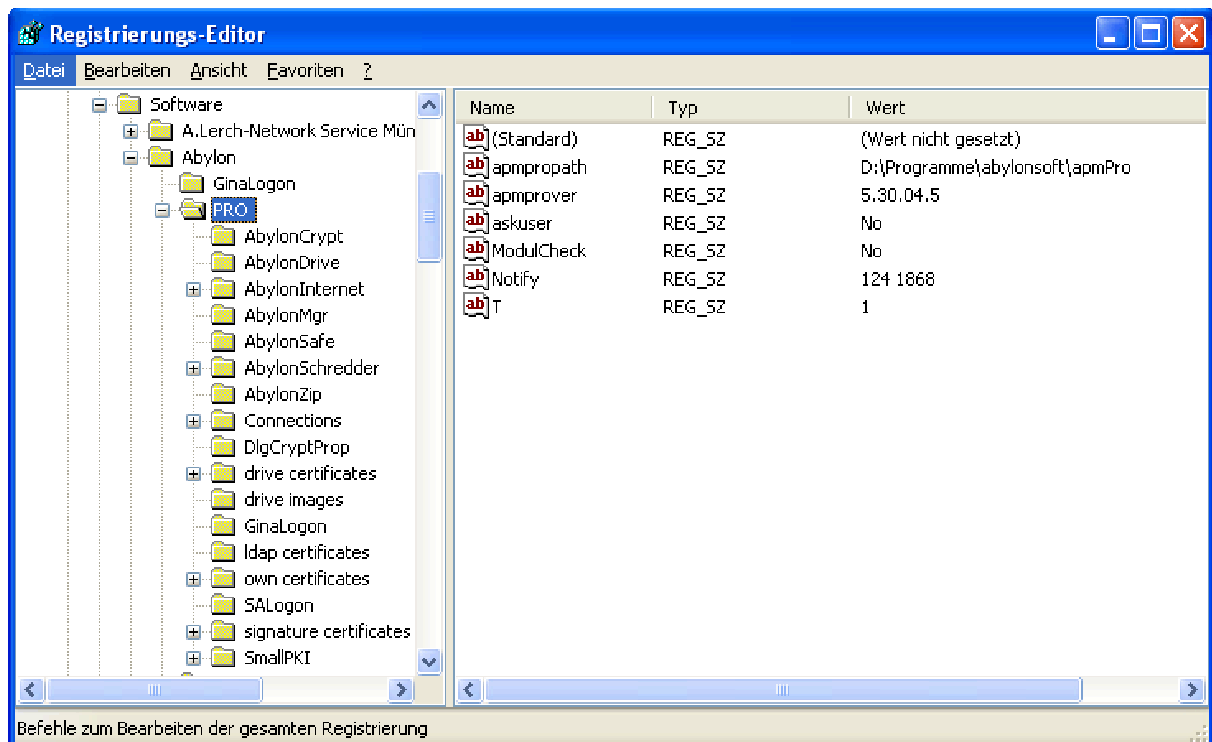 Registrierungs-Editor
Datei Bearbeiten Ansicht Favoriten ?
Software
A.Lerch-Network Service Mün
Abylon
GinaLogon
PRO
AbylonCrypt
AbylonDrive
AbylonInternet
AbylonMgr
AbylonSafe
AbylonSchredder
AbylonZip
Connections
DlgCryptProp
drive certificates
drive images
GinaLogon
ldap certificates
own certificates
SALogon
signature certificates
SmallPKI
Name Typ Wert
(Standard) REG_SZ (Wert nicht gesetzt)
apmpropath REG_SZ D:\Programme\abylonsoft\apmPro
apmprover REG_SZ 5.30.04.5
askuser REG_SZ No
ModulCheck REG_SZ No
Notify REG_SZ 124 1868
T REG_SZ 1
Befehle zum Bearbeiten der gesamten Registrierung